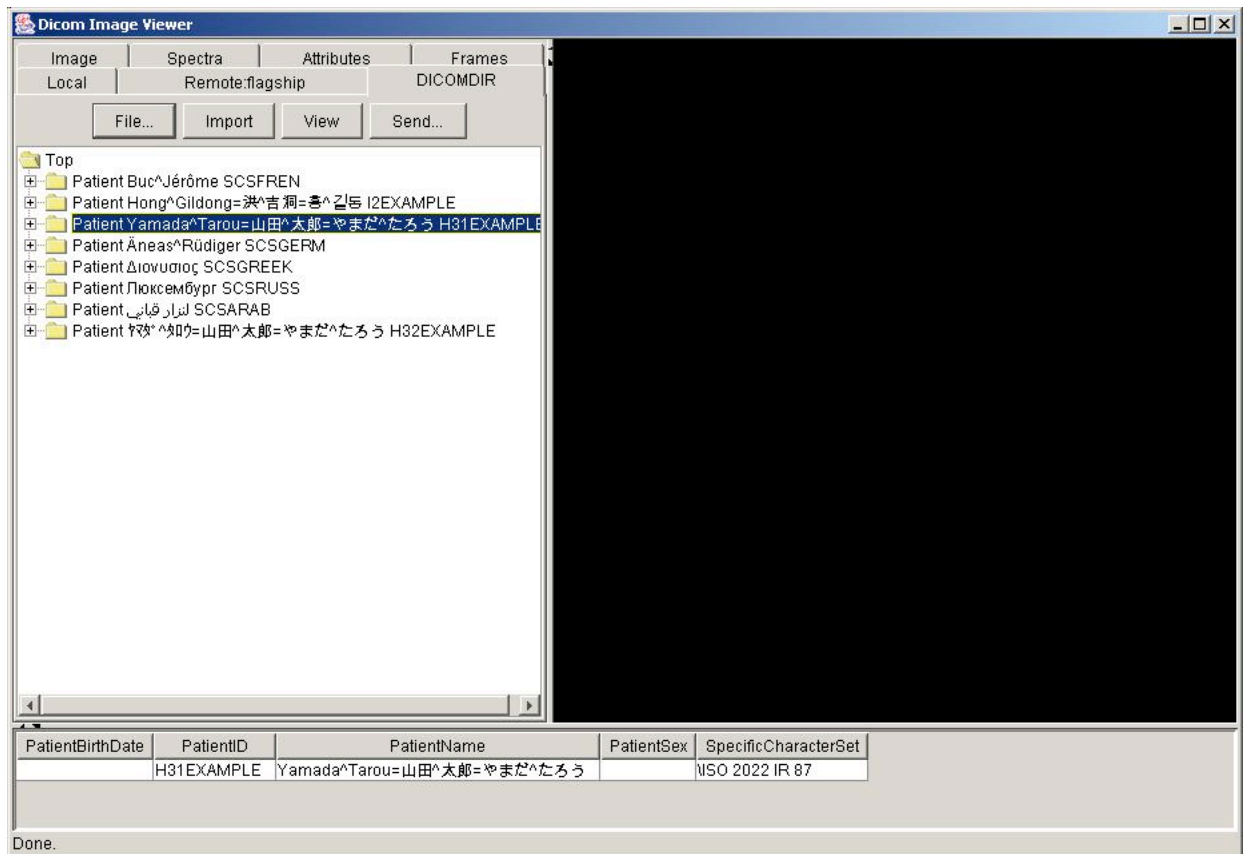 Dicom Image Viewer
Image Spectra Attributes Frames
Local Remote:flagship DICOMDIR
File... Import View Send...
Top
Patient Buc^Jérôme SCSFREN
Patient Hong^Gildong=洪^吉洞=홍^길동 I2EXAMPLE
Patient Yamada^Tarou=山田^太郎=やまだ^たろう H31EXAMPLE
Patient Äneas^Rüdiger SCSGERM
Patient Διονυσιος SCSGREEK
Patient Люксембург SCSRUSS
Patient لنزار قباني SCSARAB
Patient ﾔﾏﾀﾞ^ﾀﾛｳ=山田^太郎=やまだ^たろう H32EXAMPLE
PatientBirthDate PatientID PatientName PatientSex SpecificCharacterSet
H31EXAMPLE Yamada^Tarou=山田^太郎=やまだ^たろう \ISO 2022 IR 87
Done.